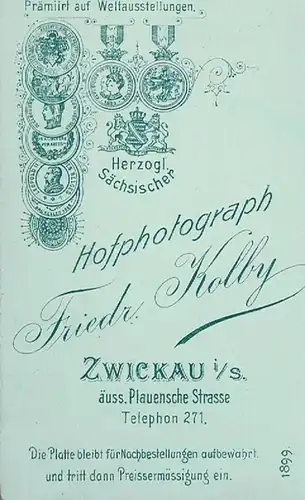 Prämiirt auf Weltausstellungen.
Herzogl.
Sächsischer
Hofphotograph
Friedr. Kolby
ZWICKAU i/s.
äuss. Plauensche Strasse
Telephon 271.
Die Platte bleibt für Nachbestellungen aufbewahrt.
und tritt dann Preissermässigung ein.
1899.